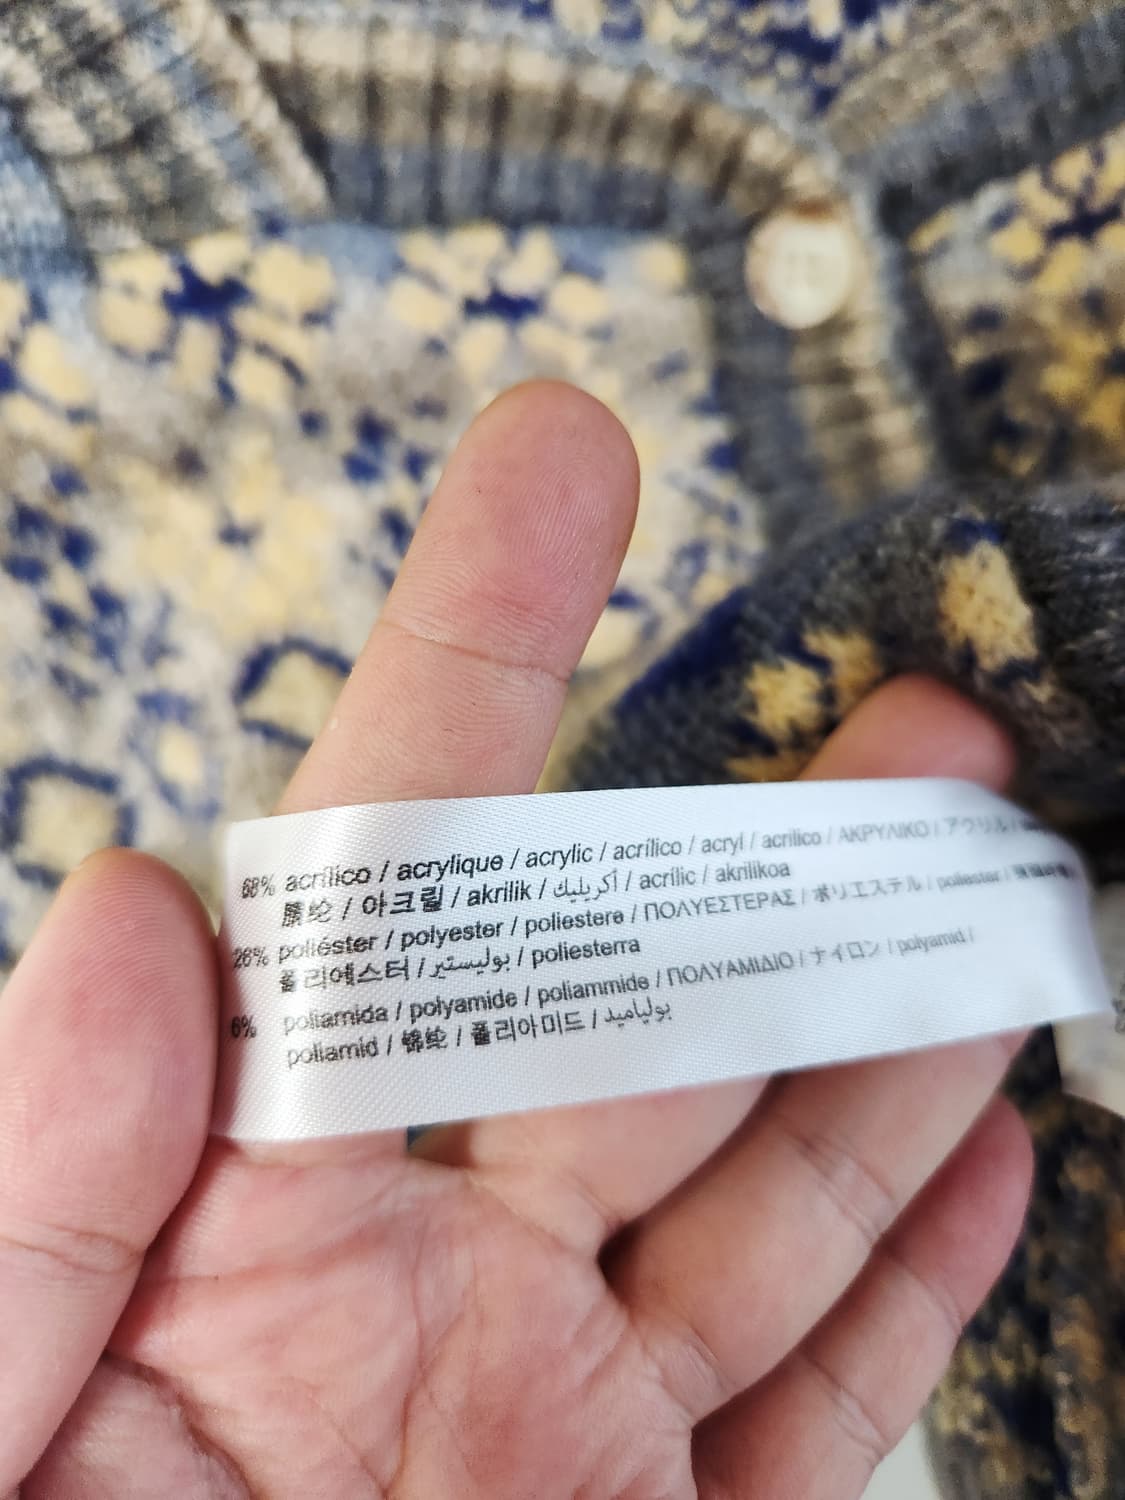 68% acrílico / acrylique / acrylic / acrílico / acryl / acrilico / ΑΚΡΥΛΙΚΟ / アクリル /
腈纶 / 아크릴 / akrilik / أكريليك / acrílic / akrilikoa
26% poliéster / polyester / poliestere / ΠΟΛΥΕΣΤΕΡΑΣ / ポリエステル / poliester /
폴리에스터 / بوليستير / poliesterra
6% poliamida / polyamide / poliammide / ΠΟΛΥΑΜΙΔΙΟ / ナイロン / polyamid /
poliamid / 锦纶 / 폴리아미드 / بولياميد